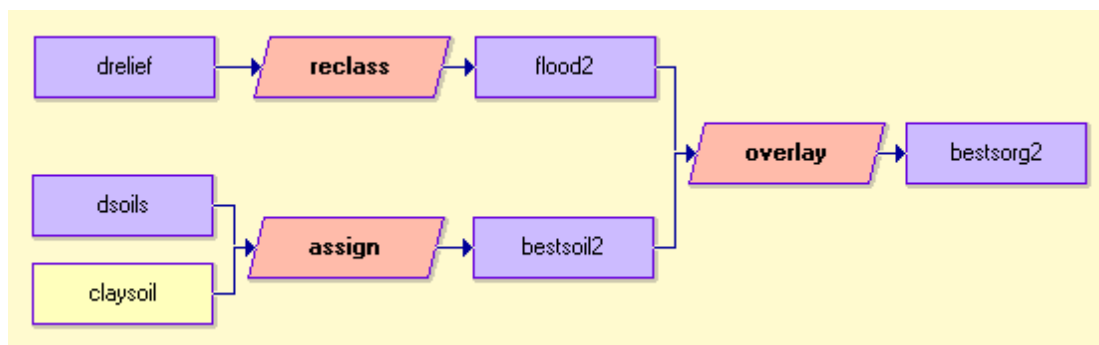 drelief
reclass
flood2
overlay
bestsorg2
dsoils
assign
bestsoil2
claysoil